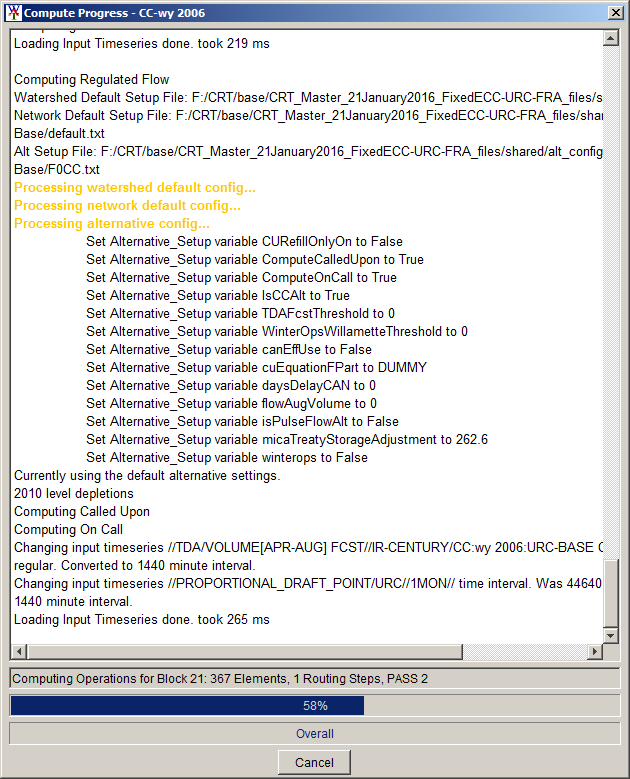 Compute Progress - CC-wy 2006
Loading Input Timeseries done. took 219 ms
Computing Regulated Flow
Watershed Default Setup File: F:/CRT/base/CRT_Master_21January2016_FixedECC-URC-FRA_files/s
Network Default Setup File: F:/CRT/base/CRT_Master_21January2016_FixedECC-URC-FRA_files/shar
Base/default.txt
Alt Setup File: F:/CRT/base/CRT_Master_21January2016_FixedECC-URC-FRA_files/shared/alt_config
Base/F0CC.txt
Processing watershed default config...
Processing network default config...
Processing alternative config...
Set Alternative_Setup variable CURefillOnlyOn to False
Set Alternative_Setup variable ComputeCalledUpon to True
Set Alternative_Setup variable ComputeOnCall to True
Set Alternative_Setup variable IsCCAlt to True
Set Alternative_Setup variable TDAFcstThreshold to 0
Set Alternative_Setup variable WinterOpsWillametteThreshold to 0
Set Alternative_Setup variable canEffUse to False
Set Alternative_Setup variable cuEquationFPart to DUMMY
Set Alternative_Setup variable daysDelayCAN to 0
Set Alternative_Setup variable flowAugVolume to 0
Set Alternative_Setup variable isPulseFlowAlt to False
Set Alternative_Setup variable micaTreatyStorageAdjustment to 262.6
Set Alternative_Setup variable winterops to False
Currently using the default alternative settings.
2010 level depletions
Computing Called Upon
Computing On Call
Changing input timeseries //TDA/VOLUME[APR-AUG] FCST//IR-CENTURY/CC:wy 2006:URC-BASE
regular. Converted to 1440 minute interval.
Changing input timeseries //PROPORTIONAL_DRAFT_POINT/URC//1MON// time interval. Was 44640
1440 minute interval.
Loading Input Timeseries done. took 265 ms
Computing Operations for Block 21: 367 Elements, 1 Routing Steps, PASS 2
58%
Overall
Cancel